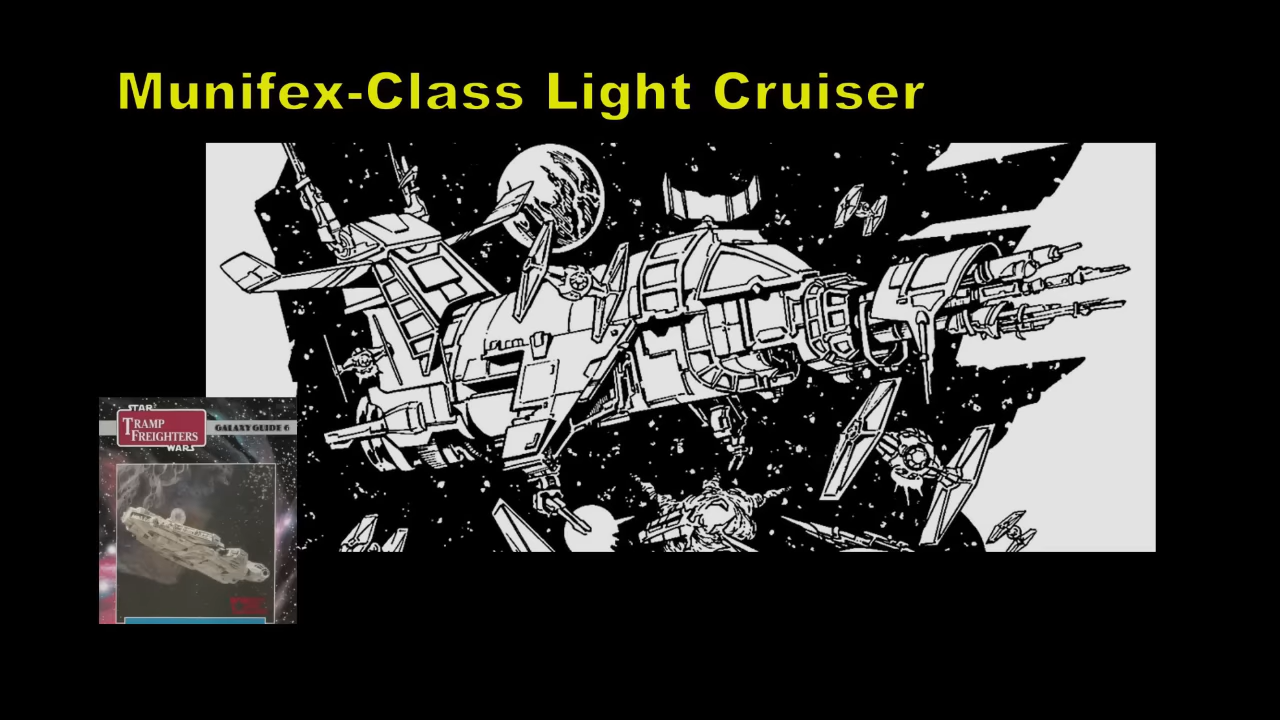 Munifex-Class Light Cruiser
STAR
TRAMP
FREIGHTERS
WARS
GALAXY GUIDE 6